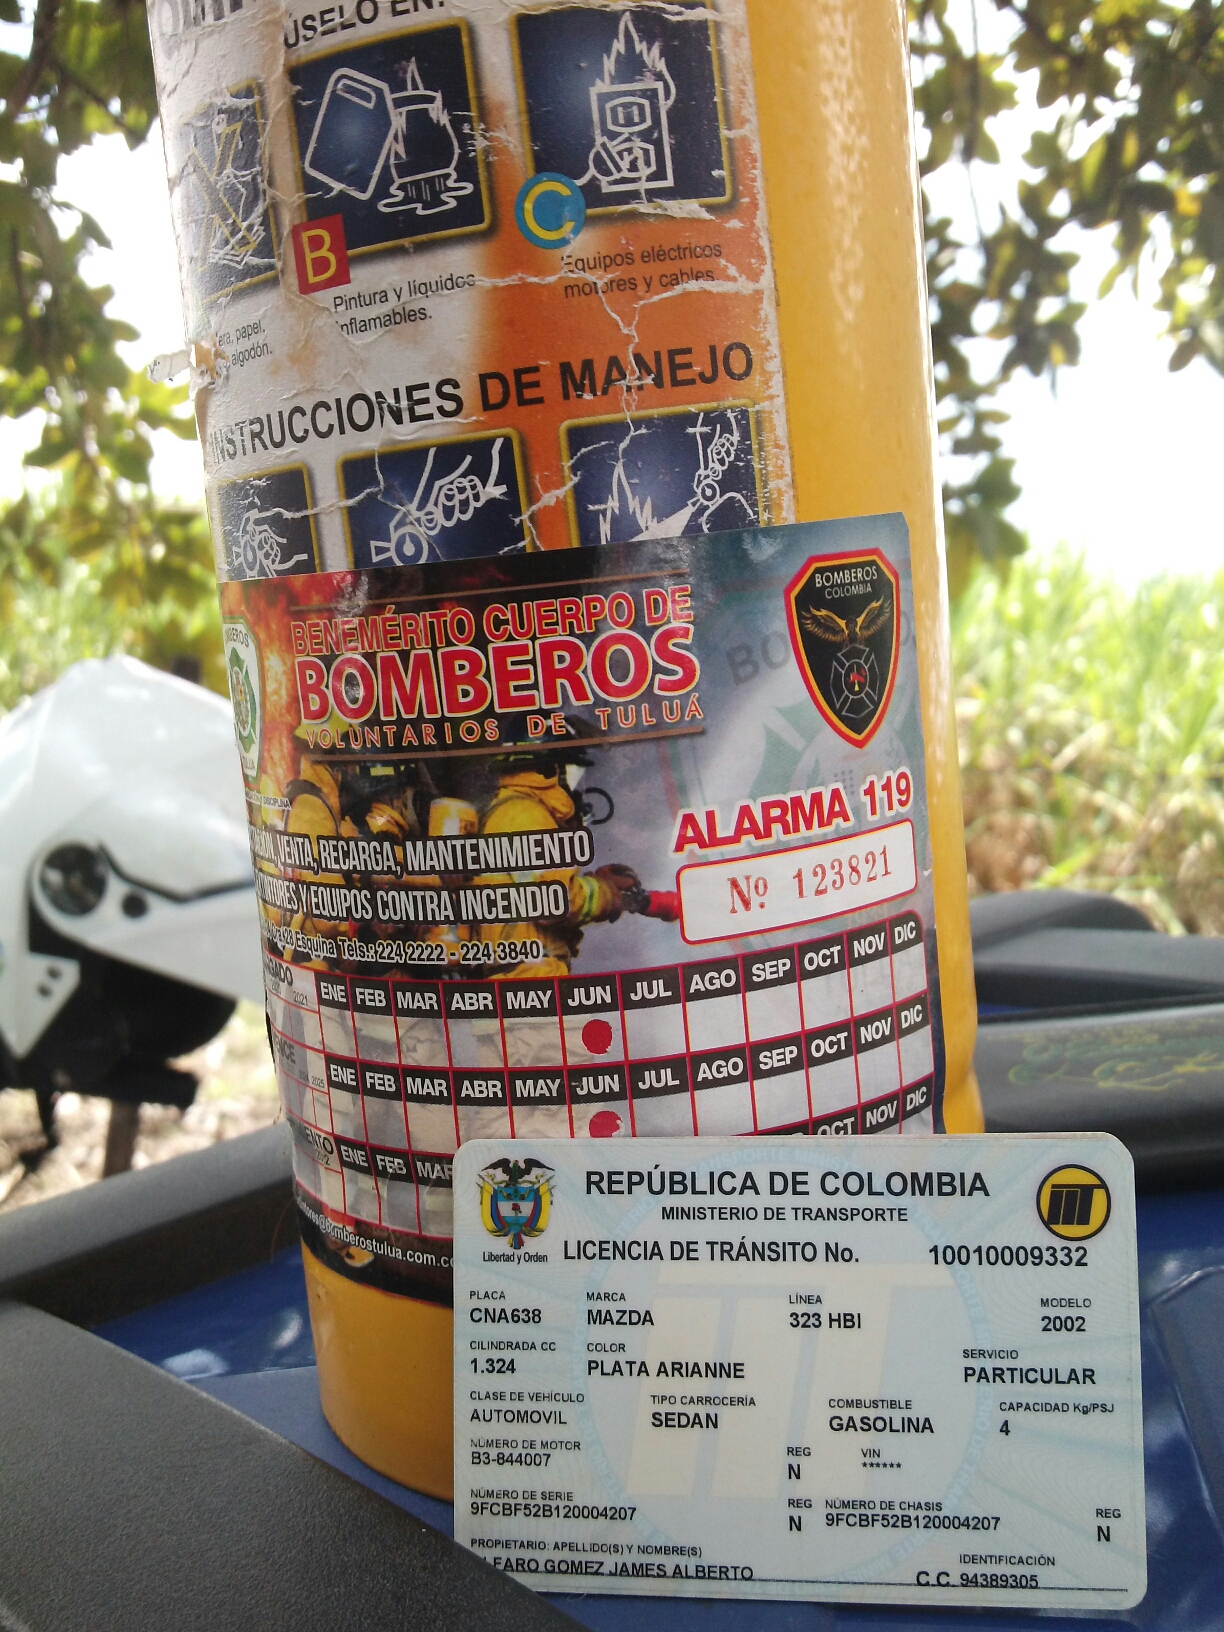 ÚSELO EN:
B
C
Pintura y líquidos
inflamables.
Equipos eléctricos
motores y cables.
papel,
algodón.
INSTRUCCIONES DE MANEJO
BENEMÉRITO CUERPO DE
BOMBEROS
VOLUNTARIOS DE TULUÁ
BOMBEROS
COLOMBIA
ALARMA 119
Nº 123821
VENTA, RECARGA, MANTENIMIENTO
Y EQUIPOS CONTRA INCENDIO
Esquina Tels.: 224 2222 - 224 3840
2021 ENE FEB MAR ABR MAY JUN JUL AGO SEP OCT NOV DIC
2025 ENE FEB MAR ABR MAY JUN JUL AGO SEP OCT NOV DIC
ENE FEB MAR OCT NOV DIC
@bomberostulua.com.co
REPÚBLICA DE COLOMBIA
MINISTERIO DE TRANSPORTE
Libertad y Orden
LICENCIA DE TRÁNSITO No. 10010009332
PLACA MARCA LÍNEA MODELO
CNA638 MAZDA 323 HBI 2002
CILINDRADA CC COLOR SERVICIO
1.324 PLATA ARIANNE PARTICULAR
CLASE DE VEHÍCULO TIPO CARROCERÍA COMBUSTIBLE CAPACIDAD Kg/PSJ
AUTOMOVIL SEDAN GASOLINA 4
NÚMERO DE MOTOR REG VIN
B3-844007 N ******
NÚMERO DE SERIE REG NÚMERO DE CHASIS REG
9FCBF52B120004207 N 9FCBF52B120004207 N
PROPIETARIO: APELLIDO(S) Y NOMBRE(S) IDENTIFICACIÓN
LFARO GOMEZ JAMES ALBERTO C.C. 94389305